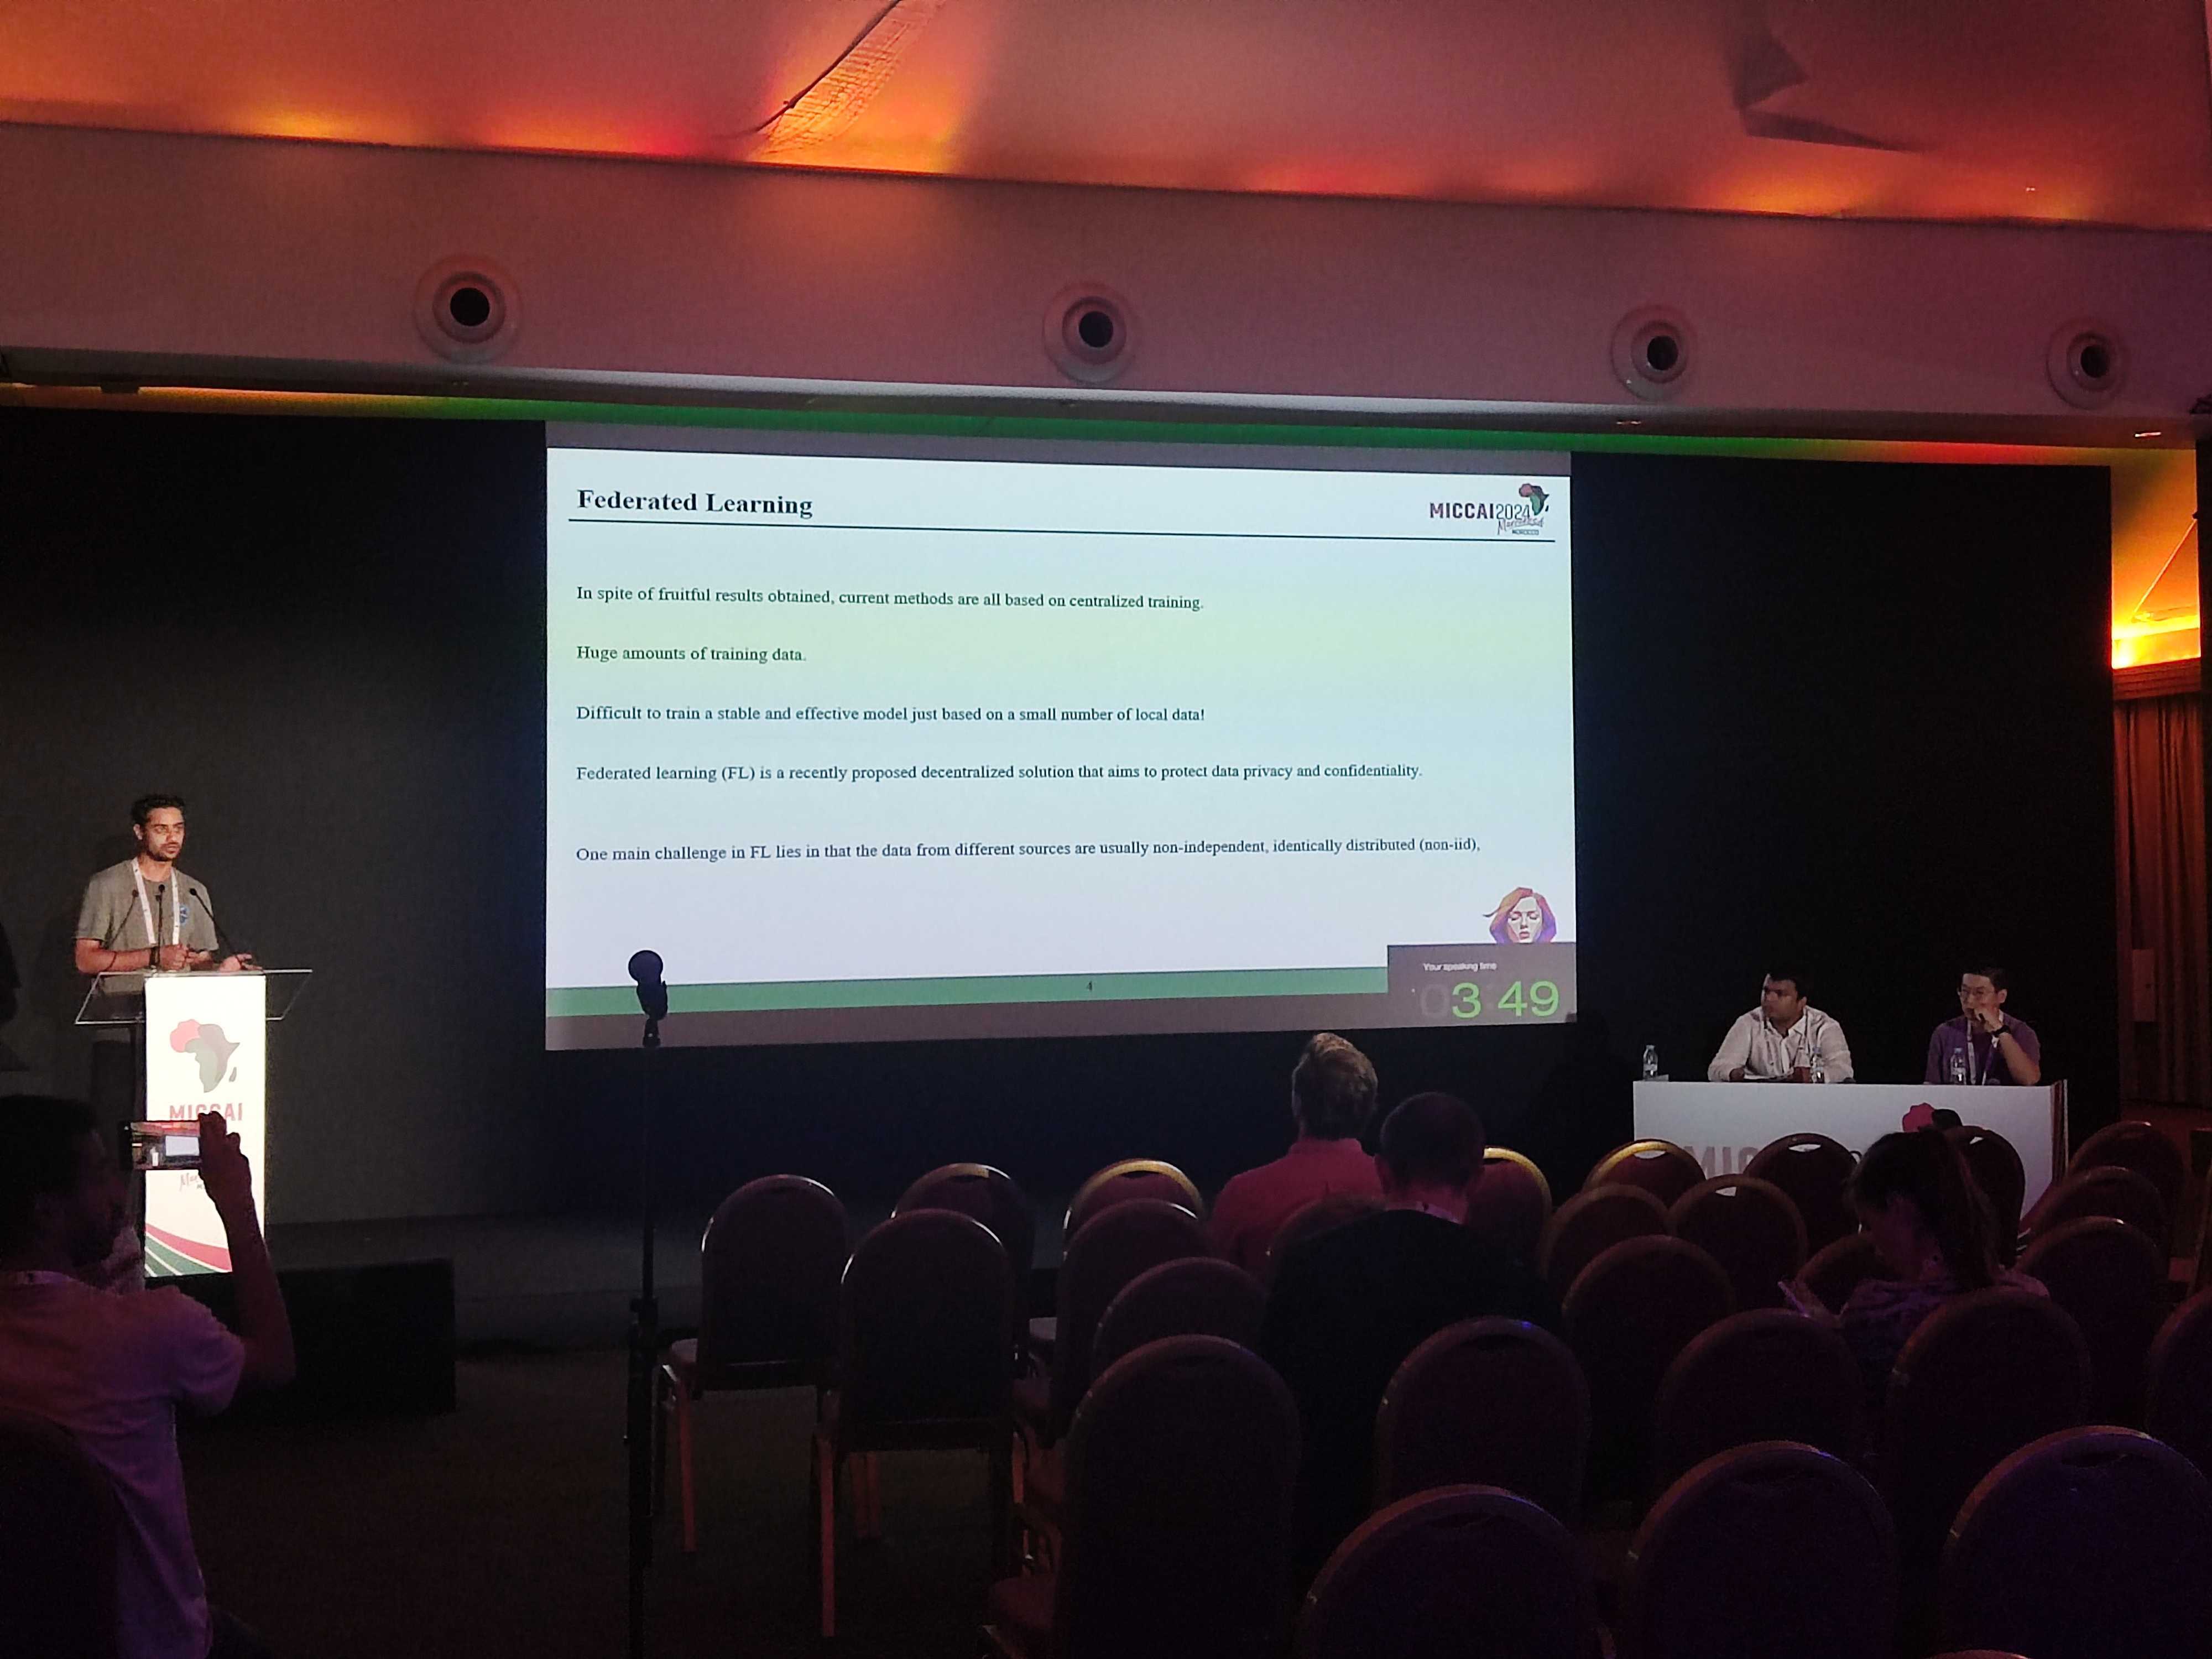 Federated Learning
MICCAI2024
Marrakesh
MOROCCO
In spite of fruitful results obtained, current methods are all based on centralized training.
Huge amounts of training data.
Difficult to train a stable and effective model just based on a small number of local data!
Federated learning (FL) is a recently proposed decentralized solution that aims to protect data privacy and confidentiality.
One main challenge in FL lies in that the data from different sources are usually non-independent, identically distributed (non-iid),
4
Your speaking time
03 49
MICCAI